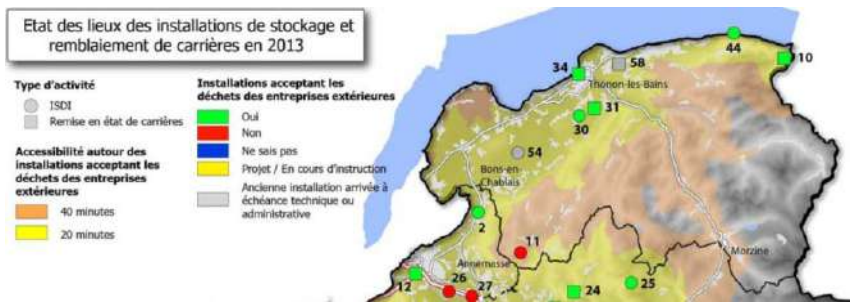 Etat des lieux des installations de stockage et
remblaiement de carrières en 2013
Type d'activité
ISDI
Remise en état de carrières
Accessibilité autour des
installations acceptant les
déchets des entreprises
extérieures
40 minutes
20 minutes
Installations acceptant les
déchets des entreprises extérieures
Oui
Non
Ne sais pas
Projet / En cours d'instruction
Ancienne installation arrivée à
échéance technique ou
administrative
44
10
58
34
Thonon-les-Bains
31
30
54
Bons-en-
Chablais
2
11
Morzine
Annemasse
12
26
27
24
25